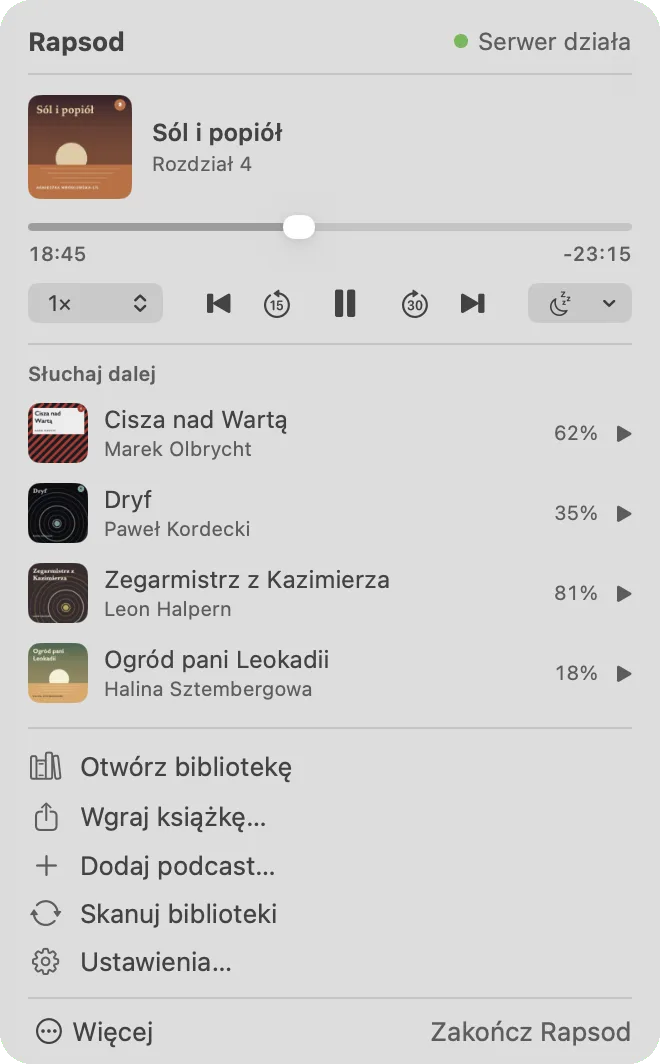 Rapsod
Serwer działa
Sól i popiół
Sól i popiół
Rozdział 4
18:45
-23:15
1×
15
30
zzz
Słuchaj dalej
Cisza nad
Wartą
Cisza nad Wartą
Marek Olbrycht
62%
Dryf
Dryf
Paweł Kordecki
35%
Zegarmistrz z
Kazimierza
Zegarmistrz z Kazimierza
Leon Halpern
81%
Ogród pani
Leokadii
Ogród pani Leokadii
Halina Sztembergowa
18%
Otwórz bibliotekę
Wgraj książkę...
Dodaj podcast...
Skanuj biblioteki
Ustawienia...
Więcej
Zakończ Rapsod